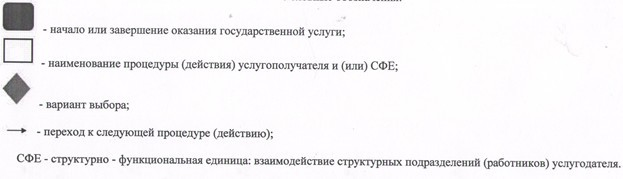 - начало или завершение оказания государственной услуги;
- наименование процедуры (действия) услугополучателя и (или) СФЕ;
- вариант выбора;
- переход к следующей процедуре (действию);
СФЕ - структурно - функциональная единица: взаимодействие структурных подразделений (работников) услугодателя.